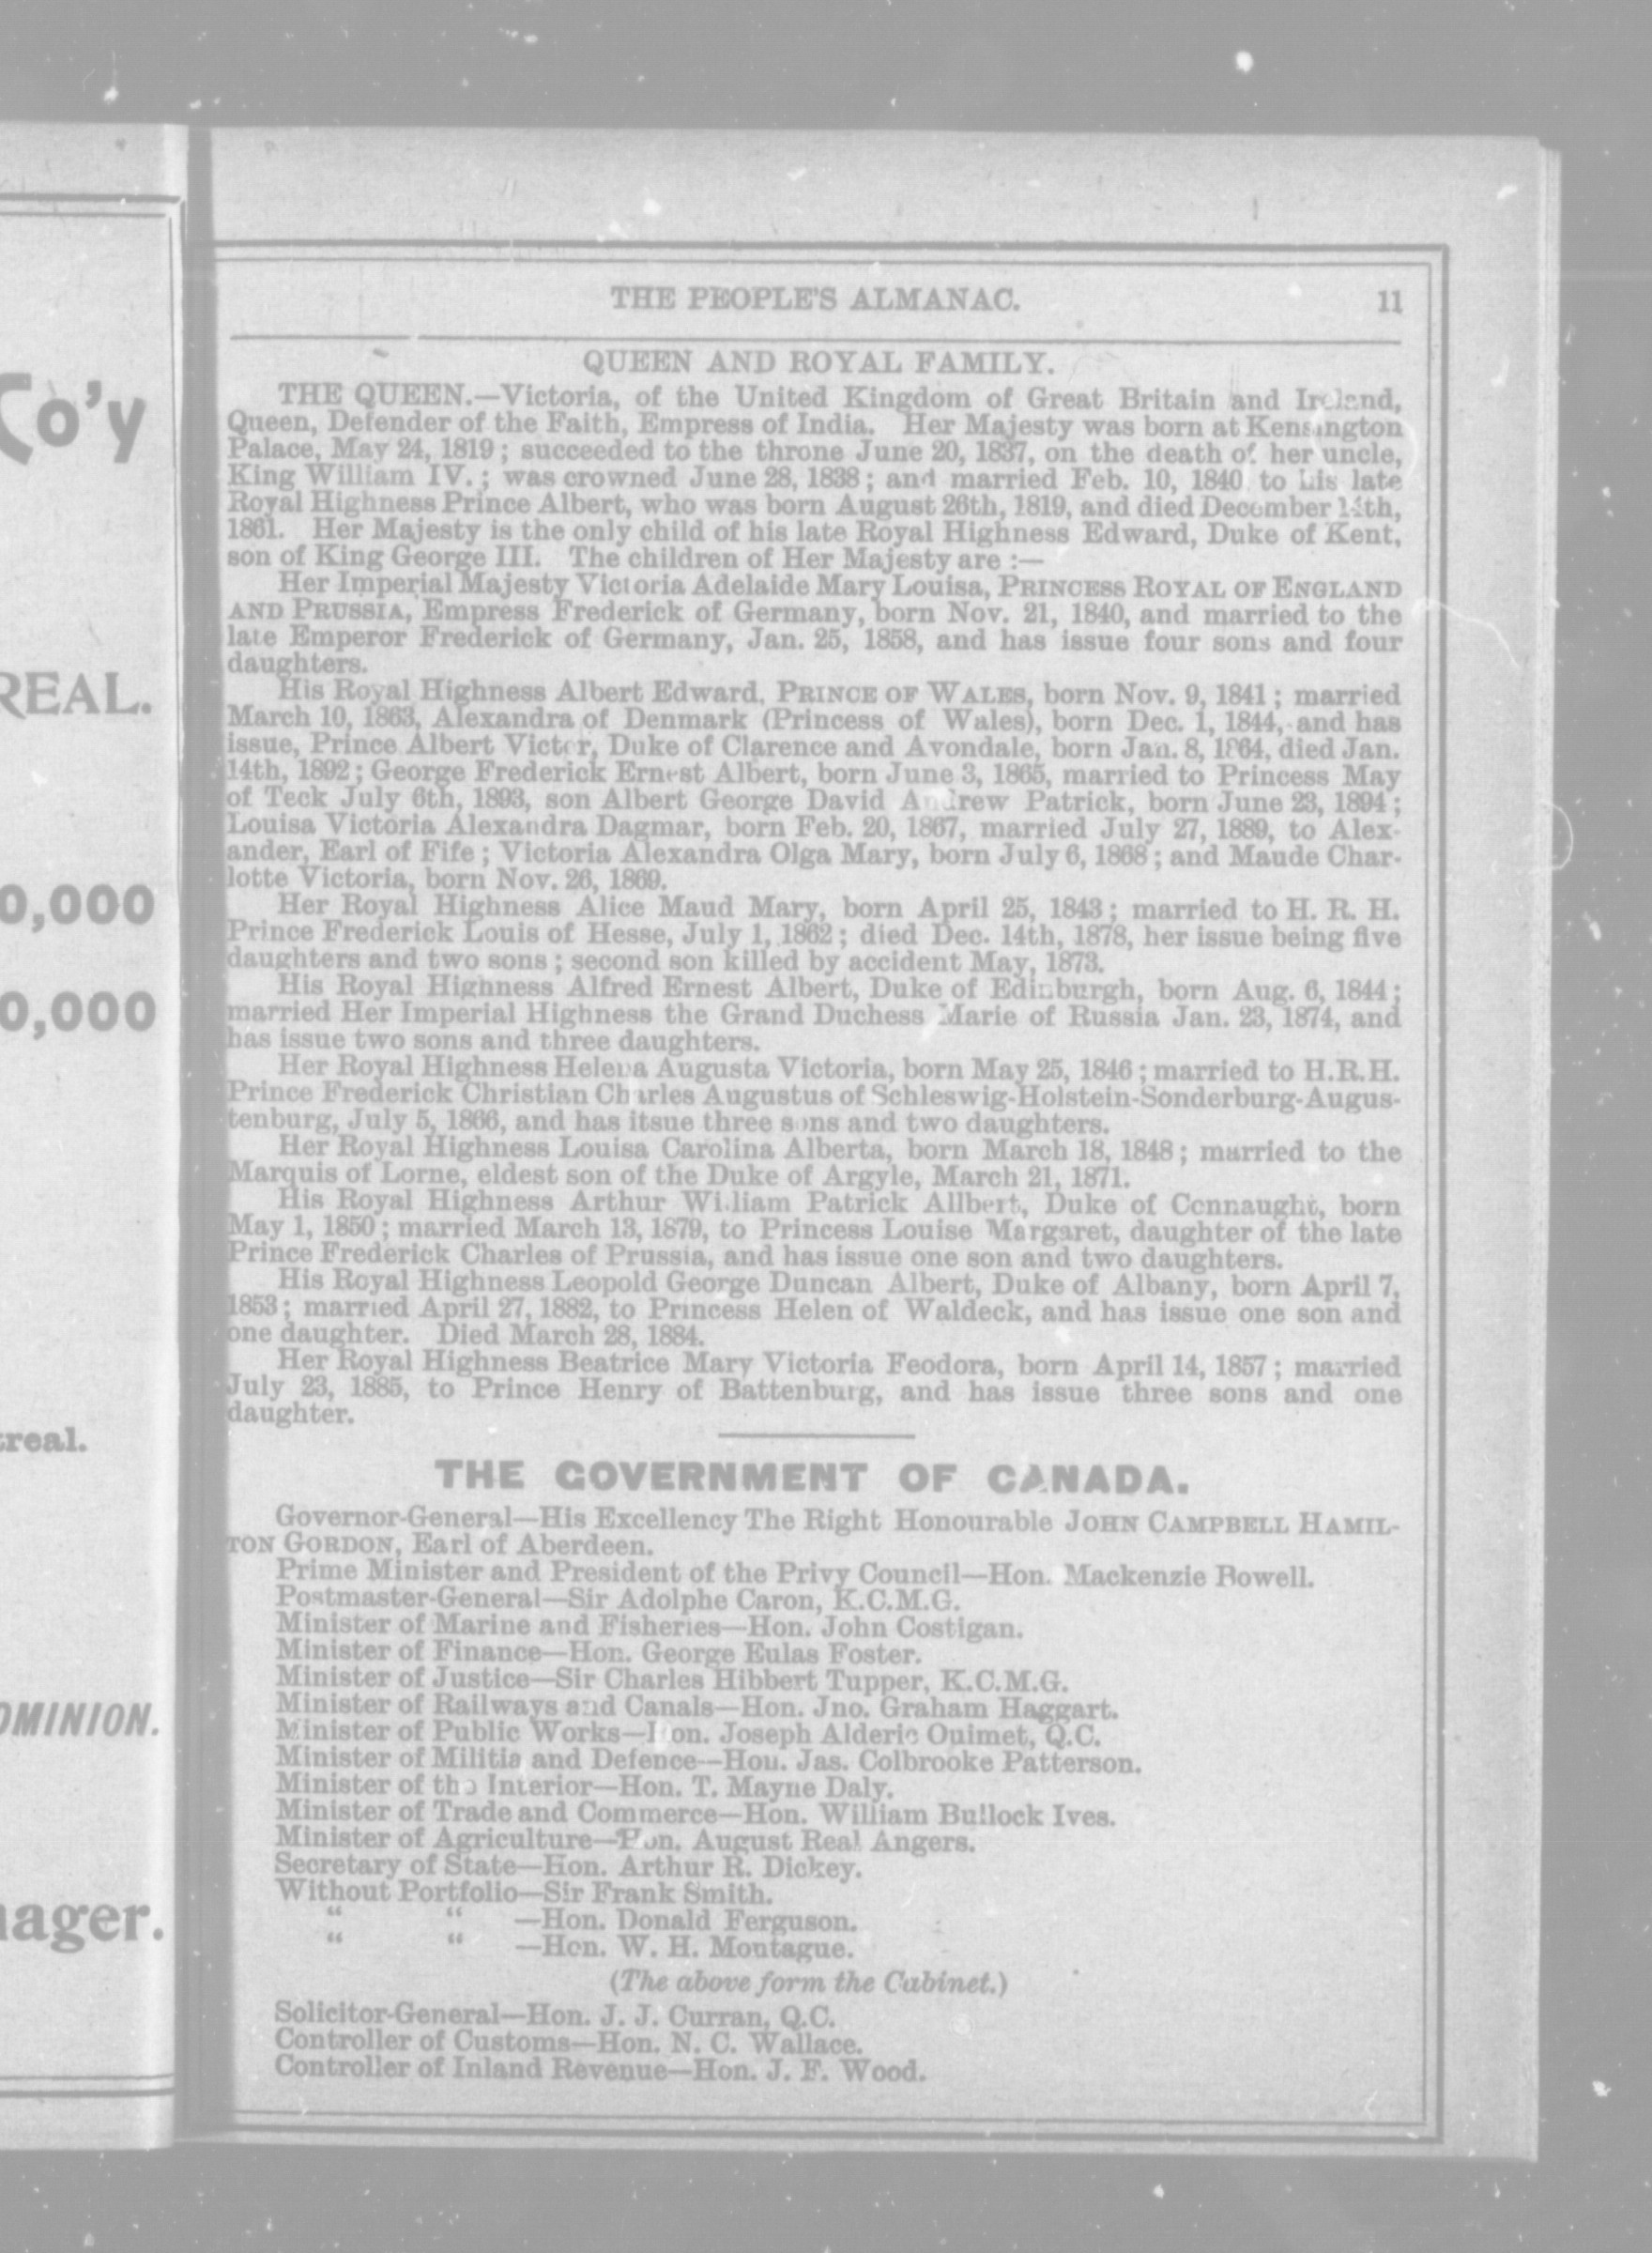 Co'y
REAL.
0,000
0,000
treal.
OMINION.
nager.
THE PEOPLE'S ALMANAC. 11
QUEEN AND ROYAL FAMILY.
THE QUEEN.—Victoria, of the United Kingdom of Great Britain and Ireland,
Queen, Defender of the Faith, Empress of India. Her Majesty was born at Kensington
Palace, May 24, 1819; succeeded to the throne June 20, 1837, on the death of her uncle,
King William IV.; was crowned June 28, 1838; and married Feb. 10, 1840 to his late
Royal Highness Prince Albert, who was born August 26th, 1819, and died December 14th,
1861. Her Majesty is the only child of his late Royal Highness Edward, Duke of Kent,
son of King George III. The children of Her Majesty are :—
Her Imperial Majesty Victoria Adelaide Mary Louisa, PRINCESS ROYAL OF ENGLAND
AND PRUSSIA, Empress Frederick of Germany, born Nov. 21, 1840, and married to the
late Emperor Frederick of Germany, Jan. 25, 1858, and has issue four sons and four
daughters.
His Royal Highness Albert Edward, PRINCE OF WALES, born Nov. 9, 1841; married
March 10, 1863, Alexandra of Denmark (Princess of Wales), born Dec. 1, 1844, and has
issue, Prince Albert Victor, Duke of Clarence and Avondale, born Jan. 8, 1864, died Jan.
14th, 1892; George Frederick Ernest Albert, born June 3, 1865, married to Princess May
of Teck July 6th, 1893, son Albert George David Andrew Patrick, born June 23, 1894;
Louisa Victoria Alexandra Dagmar, born Feb. 20, 1867, married July 27, 1889, to Alex-
ander, Earl of Fife; Victoria Alexandra Olga Mary, born July 6, 1868; and Maude Char-
lotte Victoria, born Nov. 26, 1869.
Her Royal Highness Alice Maud Mary, born April 25, 1843; married to H. R. H.
Prince Frederick Louis of Hesse, July 1, 1862; died Dec. 14th, 1878, her issue being five
daughters and two sons; second son killed by accident May, 1873.
His Royal Highness Alfred Ernest Albert, Duke of Edinburgh, born Aug. 6, 1844;
married Her Imperial Highness the Grand Duchess Marie of Russia Jan. 23, 1874, and
has issue two sons and three daughters.
Her Royal Highness Helena Augusta Victoria, born May 25, 1846; married to H.R.H.
Prince Frederick Christian Charles Augustus of Schleswig-Holstein-Sonderburg-Augus-
tenburg, July 5, 1866, and has itsue three sons and two daughters.
Her Royal Highness Louisa Carolina Alberta, born March 18, 1848; married to the
Marquis of Lorne, eldest son of the Duke of Argyle, March 21, 1871.
His Royal Highness Arthur William Patrick Allbert, Duke of Connaught, born
May 1, 1850; married March 13, 1879, to Princess Louise Margaret, daughter of the late
Prince Frederick Charles of Prussia, and has issue one son and two daughters.
His Royal Highness Leopold George Duncan Albert, Duke of Albany, born April 7,
1853; married April 27, 1882, to Princess Helen of Waldeck, and has issue one son and
one daughter. Died March 28, 1884.
Her Royal Highness Beatrice Mary Victoria Feodora, born April 14, 1857; married
July 23, 1885, to Prince Henry of Battenburg, and has issue three sons and one
daughter.
THE GOVERNMENT OF CANADA.
Governor-General—His Excellency The Right Honourable JOHN CAMPBELL HAMIL-
TON GORDON, Earl of Aberdeen.
Prime Minister and President of the Privy Council—Hon. Mackenzie Bowell.
Postmaster-General—Sir Adolphe Caron, K.C.M.G.
Minister of Marine and Fisheries—Hon. John Costigan.
Minister of Finance—Hon. George Eulas Foster.
Minister of Justice—Sir Charles Hibbert Tupper, K.C.M.G.
Minister of Railways and Canals—Hon. Jno. Graham Haggart.
Minister of Public Works—Hon. Joseph Alderic Ouimet, Q.C.
Minister of Militia and Defence—Hon. Jas. Colbrooke Patterson.
Minister of the Interior—Hon. T. Mayne Daly.
Minister of Trade and Commerce—Hon. William Bullock Ives.
Minister of Agriculture—Hon. August Real Angers.
Secretary of State—Hon. Arthur R. Dickey.
Without Portfolio—Sir Frank Smith.
“ “ —Hon. Donald Ferguson.
“ “ —Hon. W. H. Montague.
(The above form the Cabinet.)
Solicitor-General—Hon. J. J. Curran, Q.C.
Controller of Customs—Hon. N. C. Wallace.
Controller of Inland Revenue—Hon. J. F. Wood.